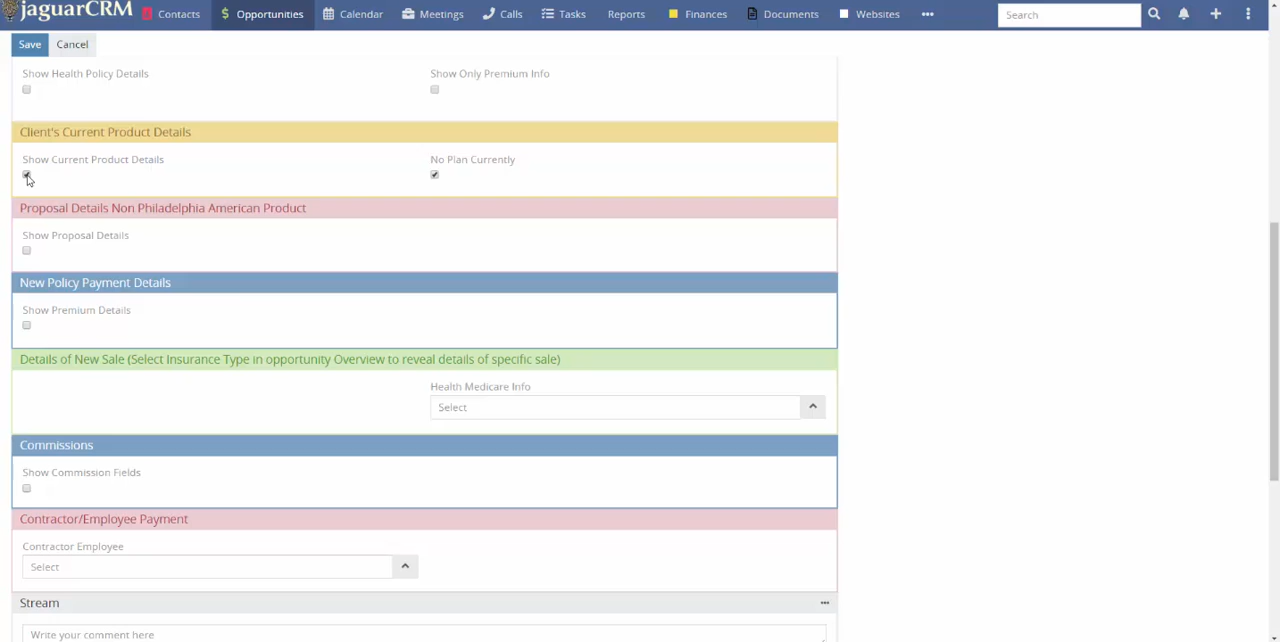 jaguarCRM Contacts $ Opportunities Calendar Meetings Calls Tasks Reports Finances Documents Websites ••• Search
Save Cancel
Show Health Policy Details Show Only Premium Info
Client's Current Product Details
Show Current Product Details No Plan Currently
Proposal Details Non Philadelphia American Product
Show Proposal Details
New Policy Payment Details
Show Premium Details
Details of New Sale (Select Insurance Type in opportunity Overview to reveal details of specific sale)
Health Medicare Info
Select
Commissions
Show Commission Fields
Contractor/Employee Payment
Contractor Employee
Select
Stream •••
Write your comment here